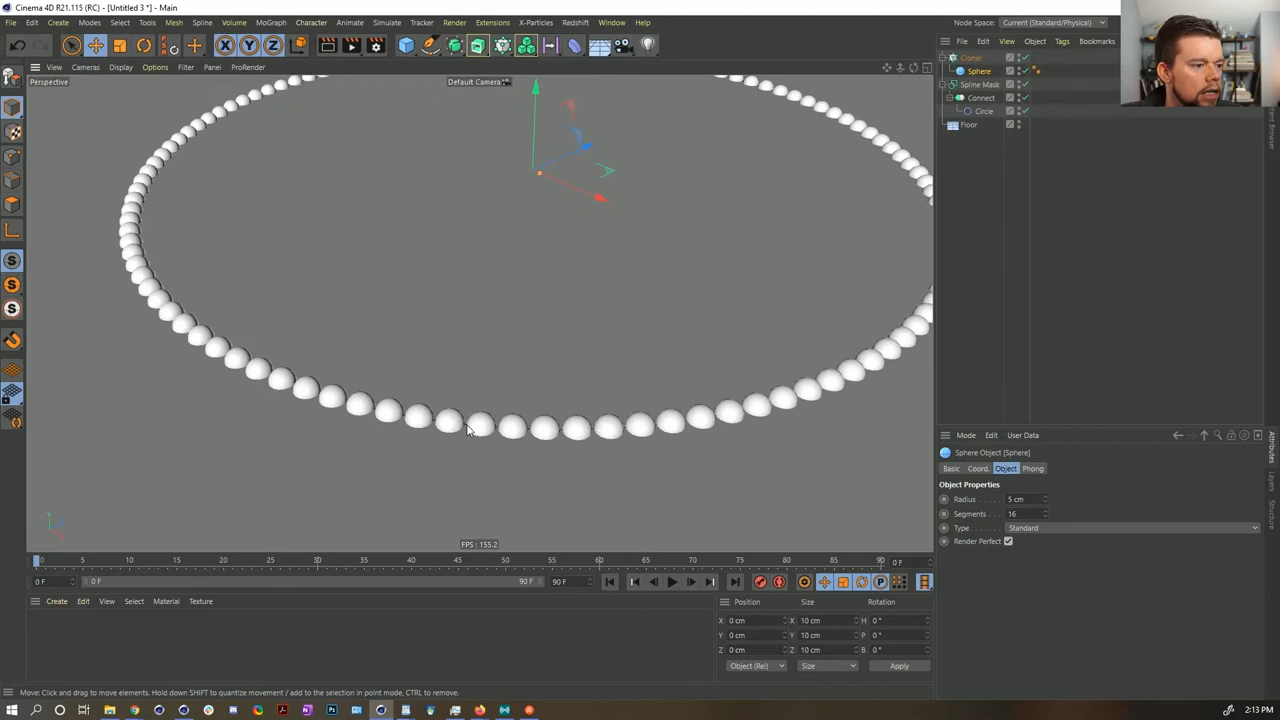 Cinema 4D R21.115 (RC) - [Untitled 3 *] - Main
File Edit Create Modes Select Tools Mesh Spline Volume MoGraph Character Animate Simulate Tracker Render Extensions X-Particles Redshift Window Help
Node Space: Current (Standard/Physical)
View Cameras Display Options Filter Panel ProRender
File Edit View Object Tags Bookmarks
Perspective
Default Camera
Cloner
Sphere
Spline Mask
Connect
Circle
Floor
Mode Edit User Data
Sphere Object [Sphere]
Basic Coord. Object Phong
Object Properties
Radius 5 cm
Segments 16
Type Standard
Render Perfect
Attributes
Layers
Structure
FPS : 155.2
0 5 10 15 20 25 30 35 40 45 50 55 60 65 70 75 80 85 90 0 F
0 F 0 F 90 F 90 F
Create Edit View Select Material Texture
Position Size Rotation
X 0 cm X 10 cm H 0 °
Y 0 cm Y 10 cm P 0 °
Z 0 cm Z 10 cm B 0 °
Object (Rel) Size Apply
Move: Click and drag to move elements. Hold down SHIFT to quantize movement / add to the selection in point mode, CTRL to remove.
2:13 PM